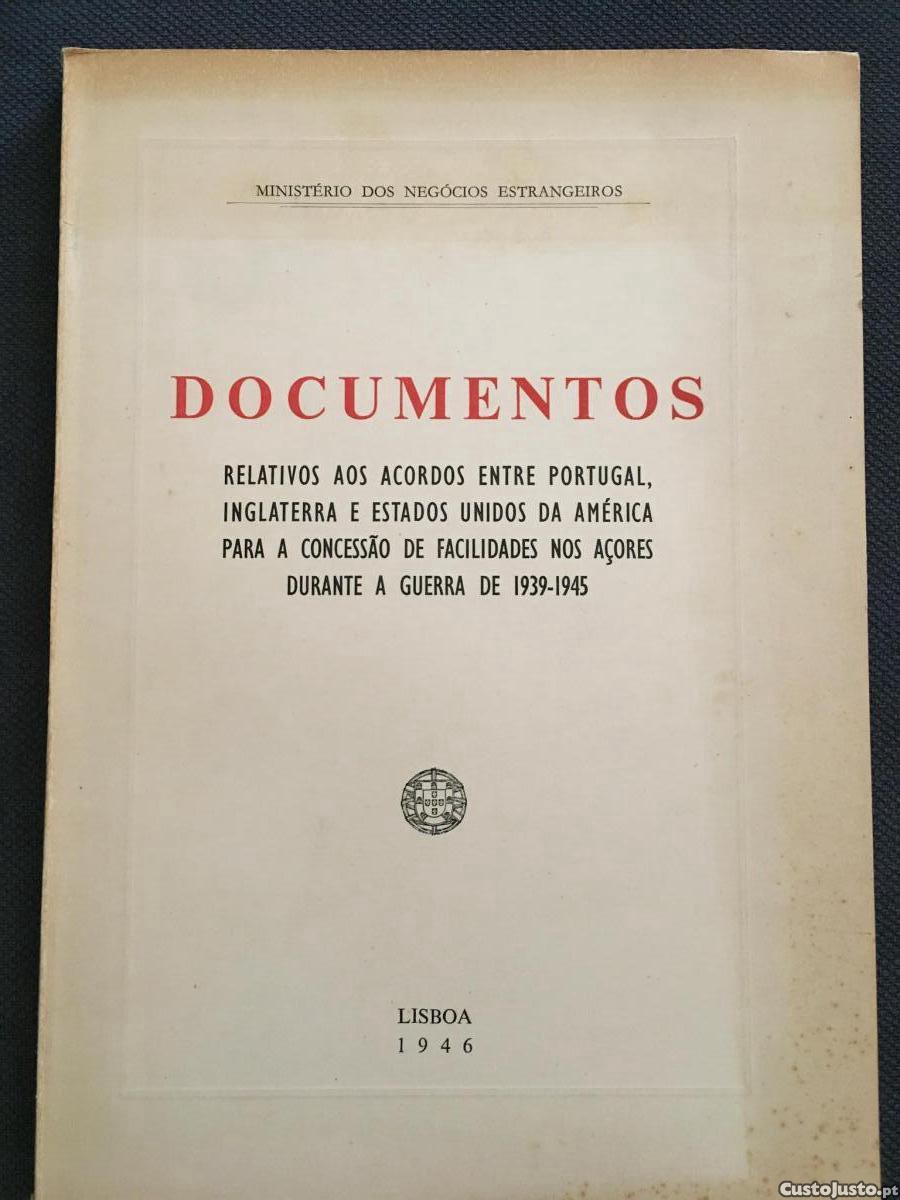 MINISTÉRIO DOS NEGÓCIOS ESTRANGEIROS
DOCUMENTOS
RELATIVOS AOS ACORDOS ENTRE PORTUGAL,
INGLATERRA E ESTADOS UNIDOS DA AMÉRICA
PARA A CONCESSÃO DE FACILIDADES NOS AÇORES
DURANTE A GUERRA DE 1939-1945
LISBOA
1946
CustoJusto.pt